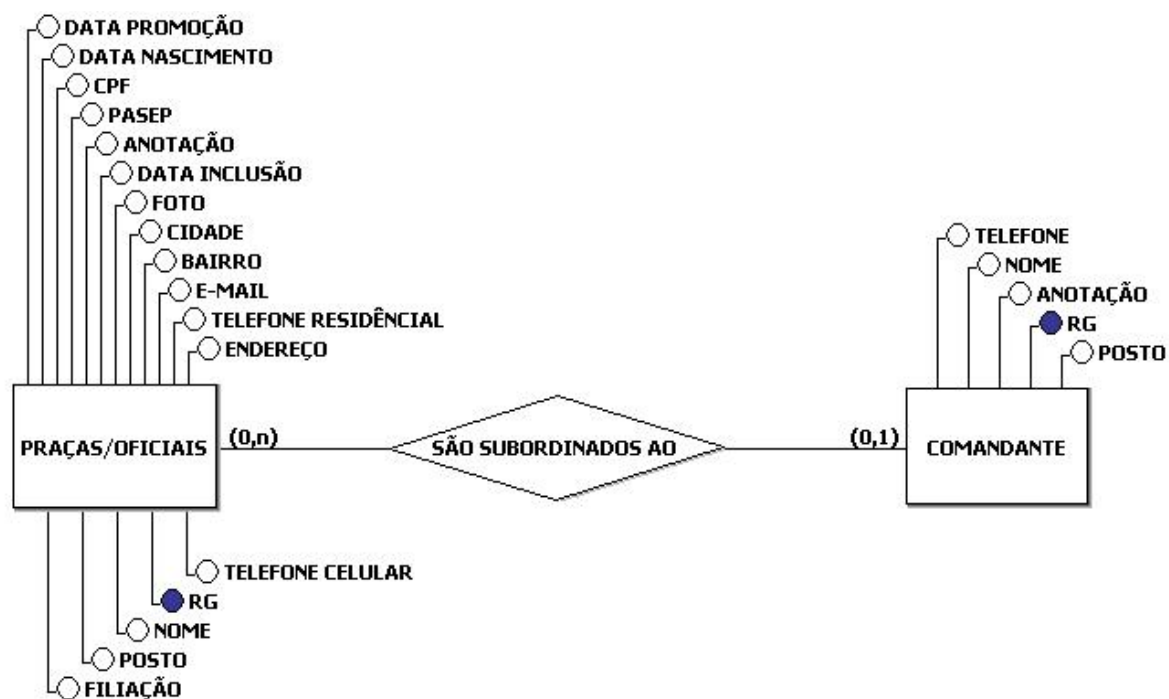 DATA PROMOÇÃO
DATA NASCIMENTO
CPF
PASEP
ANOTAÇÃO
DATA INCLUSÃO
FOTO
CIDADE
BAIRRO
E-MAIL
TELEFONE RESIDÊNCIAL
ENDEREÇO
PRAÇAS/OFICIAIS
(0,n)
SÃO SUBORDINADOS AO
(0,1)
COMANDANTE
TELEFONE
NOME
ANOTAÇÃO
RG
POSTO
TELEFONE CELULAR
RG
NOME
POSTO
FILIAÇÃO